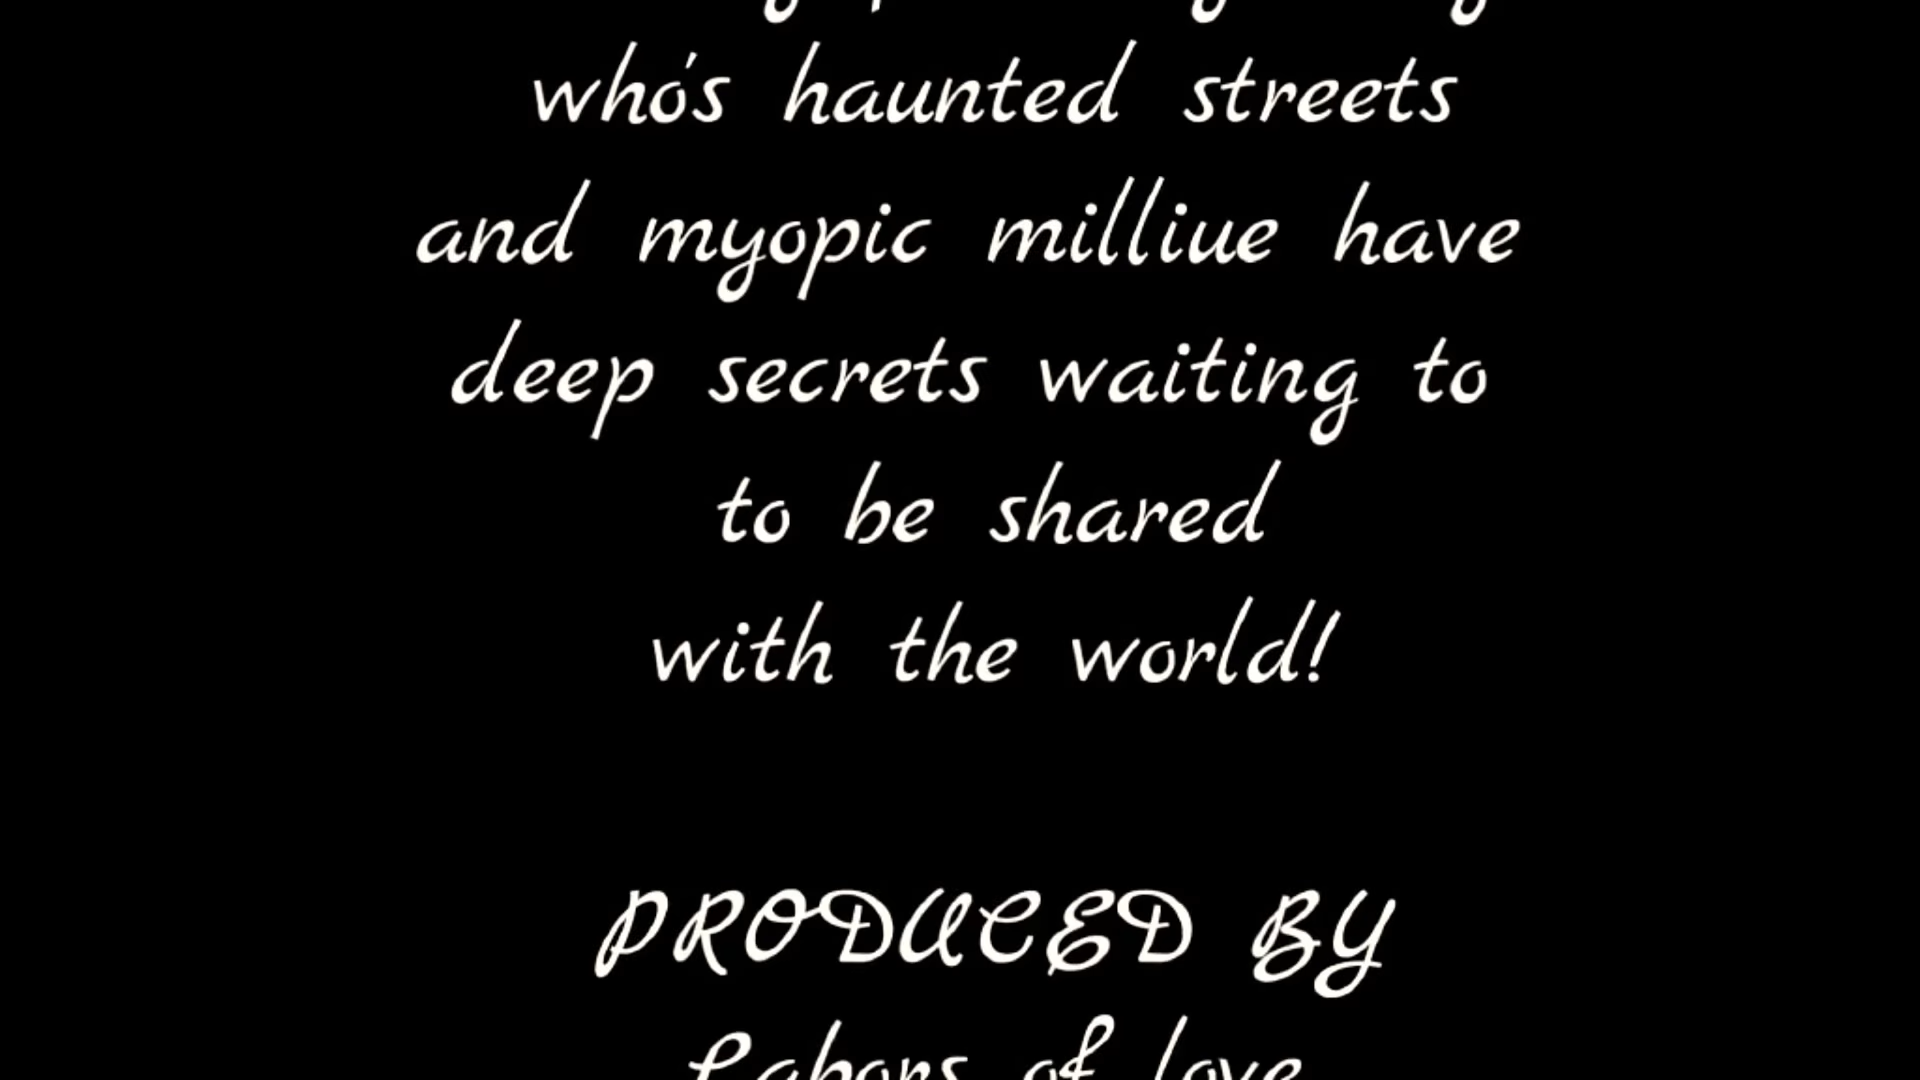 who's haunted streets
and myopic milliue have
deep secrets waiting to
to be shared
with the world!
PRODUCED BY
Labors of love